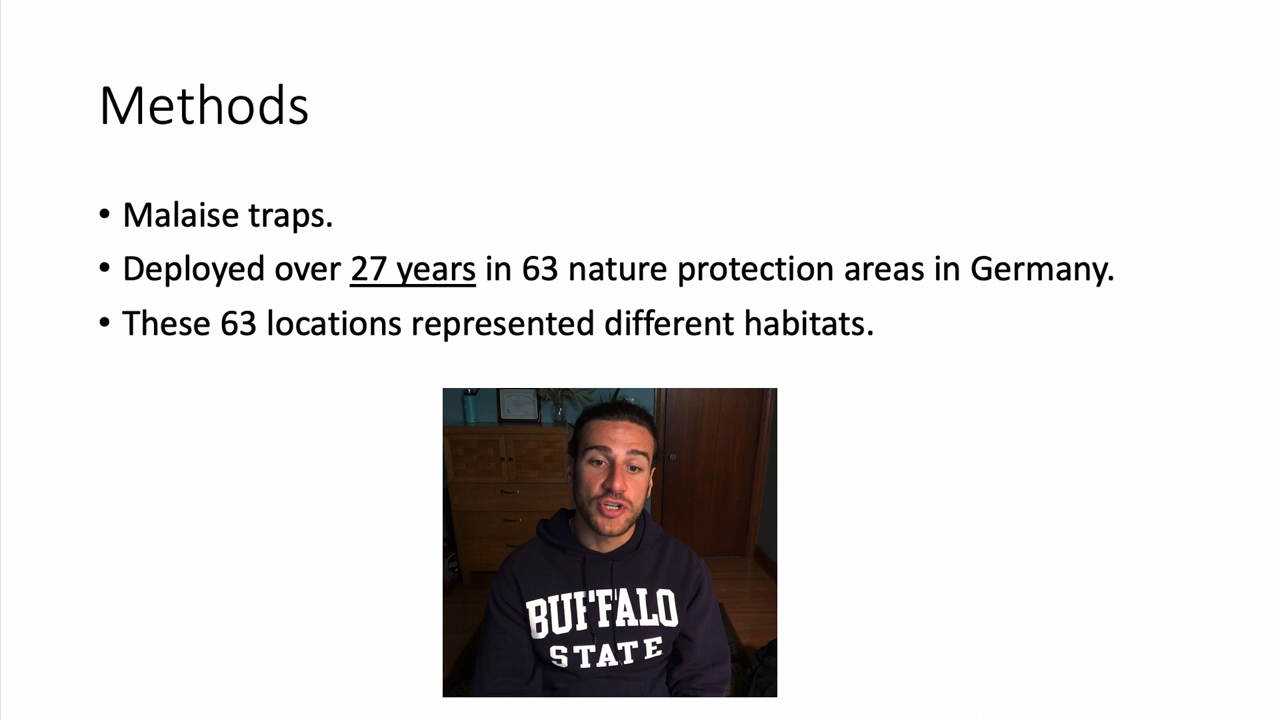 Methods
• Malaise traps.
• Deployed over 27 years in 63 nature protection areas in Germany.
• These 63 locations represented different habitats.
BUFFALO
STATE